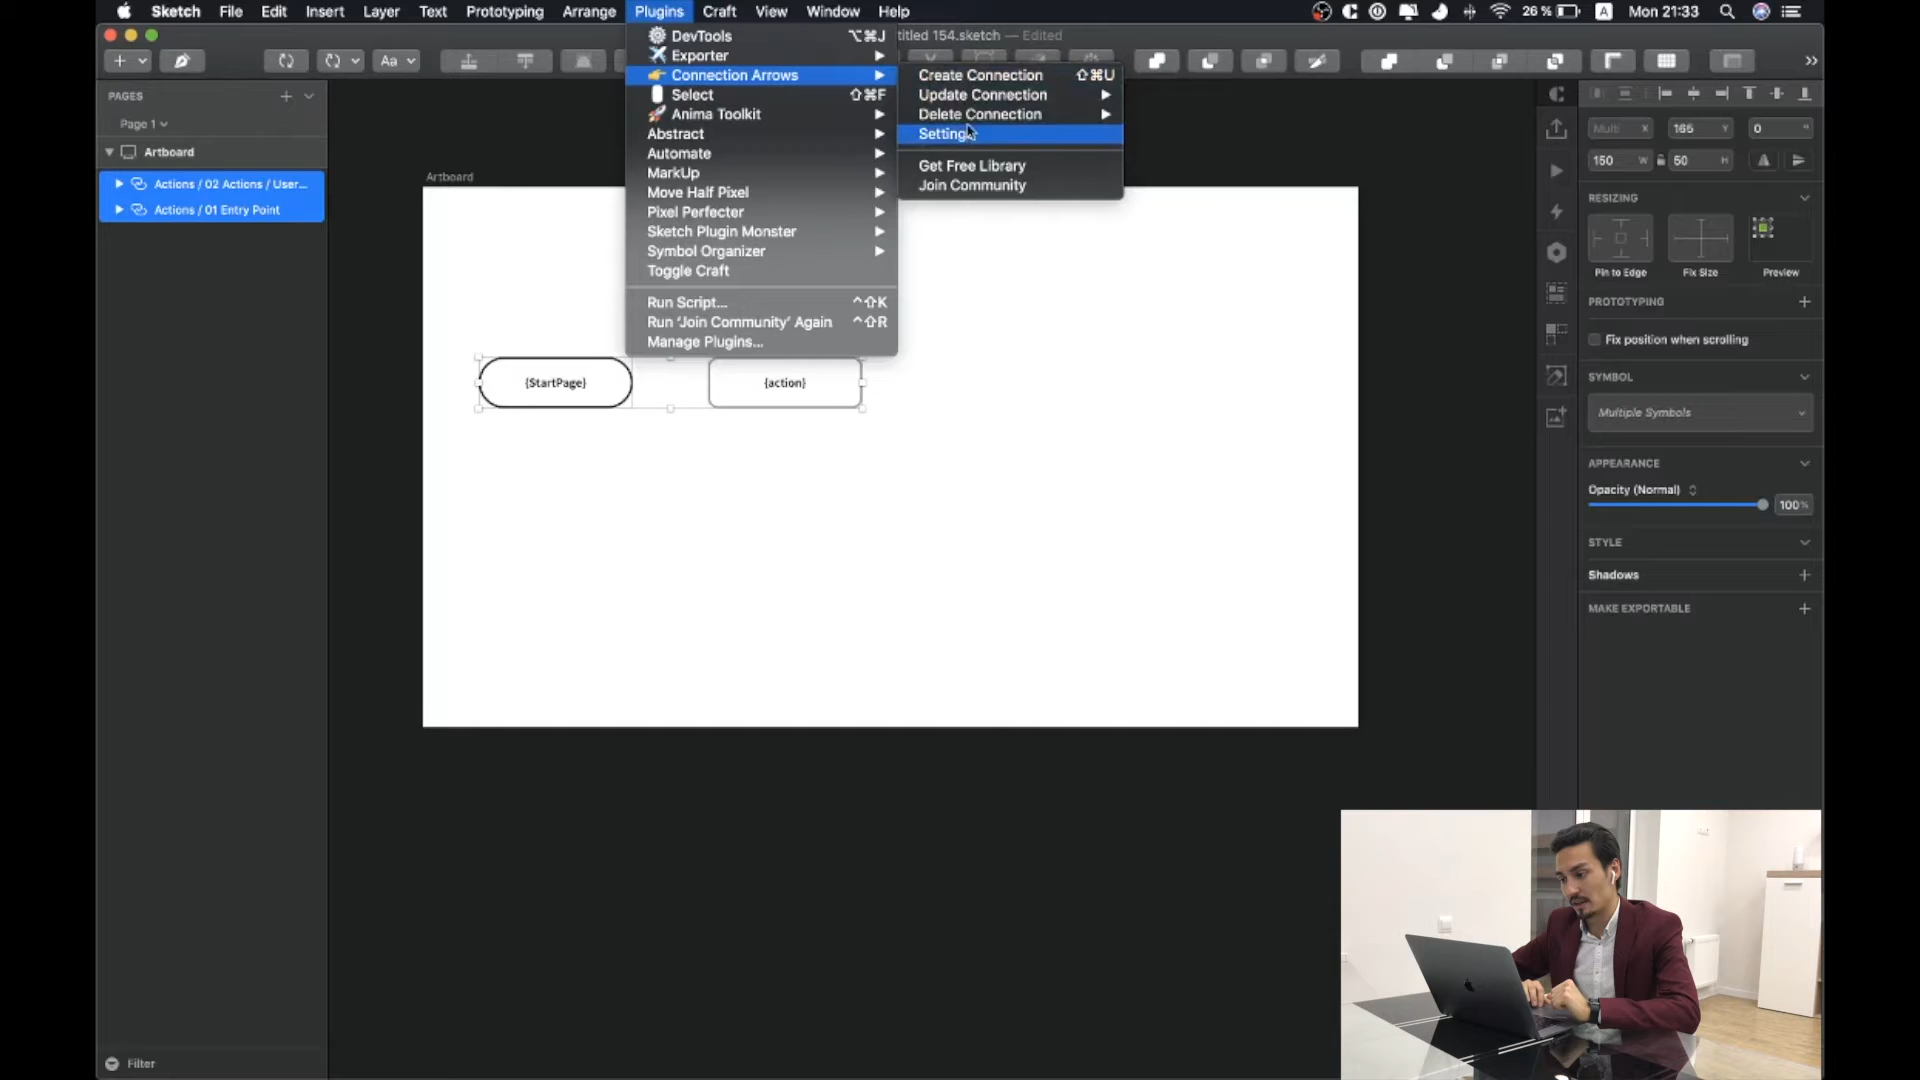 Sketch File Edit Insert Layer Text Prototyping Arrange Plugins Craft View Window Help
26 % A Mon 21:33
titled 154.sketch — Edited
Aa
PAGES
Page 1
Artboard
Actions / 02 Actions / User...
Actions / 01 Entry Point
Filter
DevTools ⌥⌘J
Exporter
Connection Arrows
Select ⇧⌘F
Anima Toolkit
Abstract
Automate
MarkUp
Move Half Pixel
Pixel Perfecter
Sketch Plugin Monster
Symbol Organizer
Toggle Craft
Run Script... ^⇧K
Run ‘Join Community’ Again ^⇧R
Manage Plugins...
Create Connection ⇧⌘U
Update Connection
Delete Connection
Setting
Get Free Library
Join Community
Artboard
{StartPage}
{action}
Multi X 165 Y 0 °
150 W 50 H
RESIZING
Pin to Edge Fix Size Preview
PROTOTYPING
Fix position when scrolling
SYMBOL
Multiple Symbols
APPEARANCE
Opacity (Normal)
100%
STYLE
Shadows
MAKE EXPORTABLE